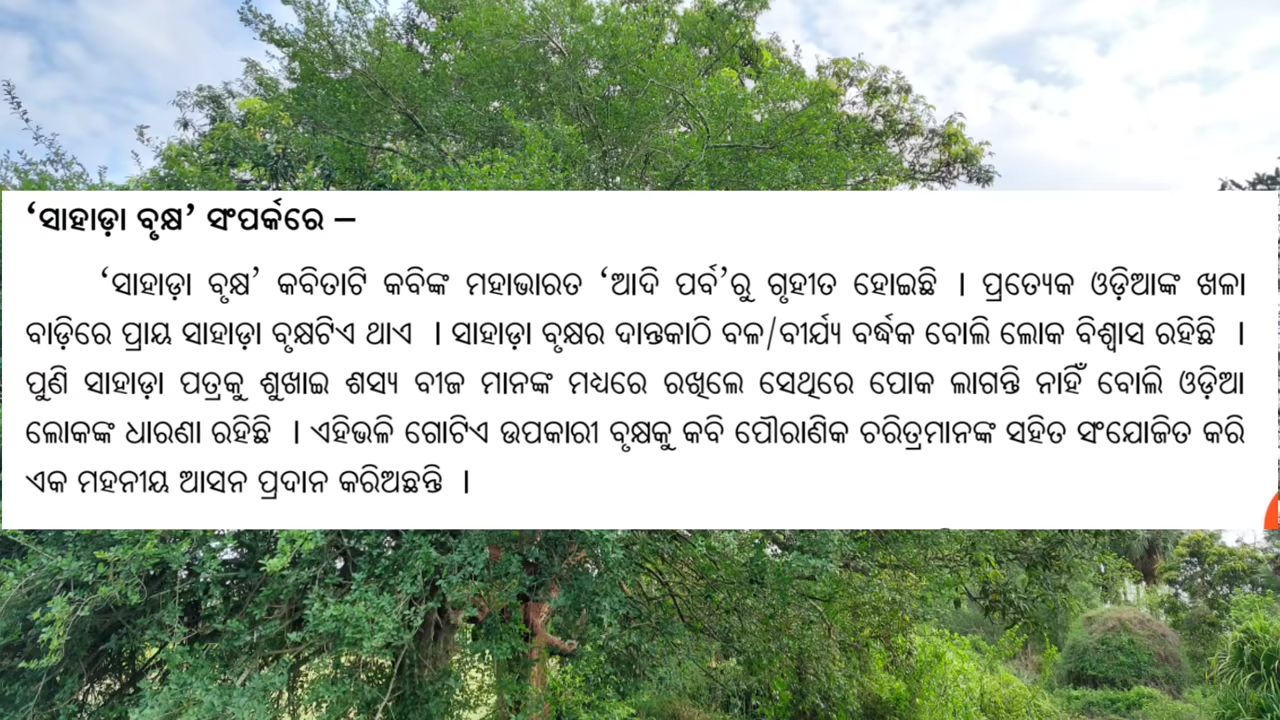 ‘ସାହାଡ଼ା ବୃକ୍ଷ’ ସଂପର୍କରେ –
‘ସାହାଡ଼ା ବୃକ୍ଷ’ କବିତାଟି କବିଙ୍କ ମହାଭାରତ ‘ଆଦି ପର୍ବ’ରୁ ଗୃହୀତ ହୋଇଛି । ପ୍ରତ୍ୟେକ ଓଡ଼ିଆଙ୍କ ଖଳା
ବାଡ଼ିରେ ପ୍ରାୟ ସାହାଡ଼ା ବୃକ୍ଷଟିଏ ଥାଏ । ସାହାଡ଼ା ବୃକ୍ଷର ଦାନ୍ତକାଠି ବଳ/ବୀର୍ଯ୍ୟ ବର୍ଦ୍ଧକ ବୋଲି ଲୋକ ବିଶ୍ୱାସ ରହିଛି ।
ପୁଣି ସାହାଡ଼ା ପତ୍ରକୁ ଶୁଖାଇ ଶସ୍ୟ ବୀଜ ମାନଙ୍କ ମଧ୍ୟରେ ରଖିଲେ ସେଥିରେ ପୋକ ଲାଗନ୍ତି ନାହିଁ ବୋଲି ଓଡ଼ିଆ
ଲୋକଙ୍କ ଧାରଣା ରହିଛି । ଏହିଭଳି ଗୋଟିଏ ଉପକାରୀ ବୃକ୍ଷକୁ କବି ପୌରାଣିକ ଚରିତ୍ରମାନଙ୍କ ସହିତ ସଂଯୋଜିତ କରି
ଏକ ମହନୀୟ ଆସନ ପ୍ରଦାନ କରିଅଛନ୍ତି ।